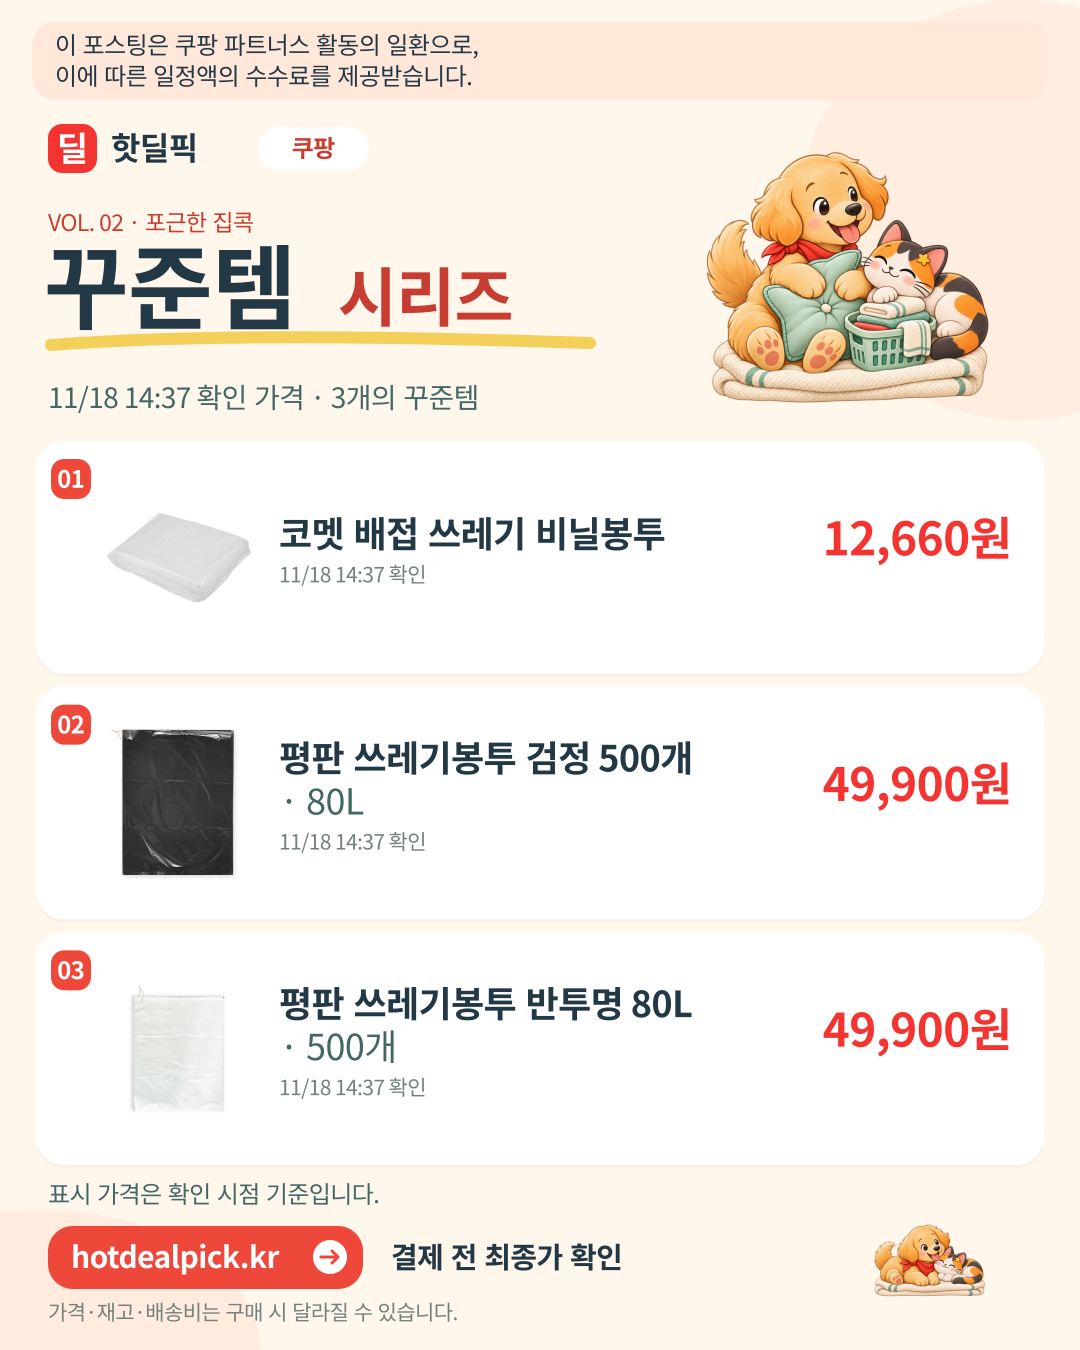 이 포스팅은 쿠팡 파트너스 활동의 일환으로,
이에 따른 일정액의 수수료를 제공받습니다.
딜 핫딜픽 쿠팡
VOL. 02 · 포근한 집콕
꾸준템 시리즈
11/18 14:37 확인 가격 · 3개의 꾸준템
01
코멧 배접 쓰레기 비닐봉투
12,660원
11/18 14:37 확인
02
평판 쓰레기봉투 검정 500개
· 80L
49,900원
11/18 14:37 확인
03
평판 쓰레기봉투 반투명 80L
· 500개
49,900원
11/18 14:37 확인
표시 가격은 확인 시점 기준입니다.
hotdealpick.kr 결제 전 최종가 확인
가격·재고·배송비는 구매 시 달라질 수 있습니다.